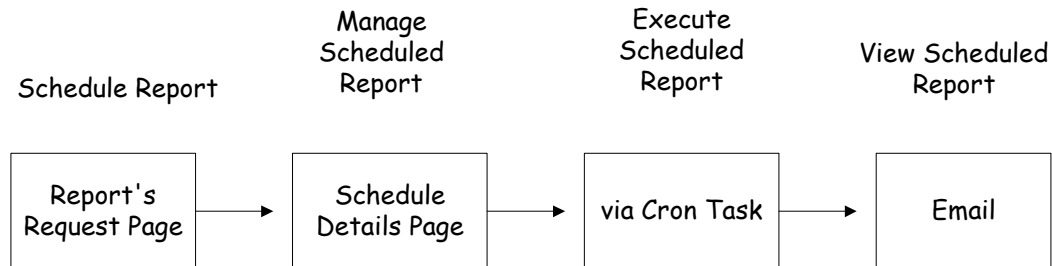 Schedule Report
Manage
Scheduled
Report
Execute
Scheduled
Report
View Scheduled
Report
Report's
Request Page
Schedule
Details Page
via Cron Task
Email